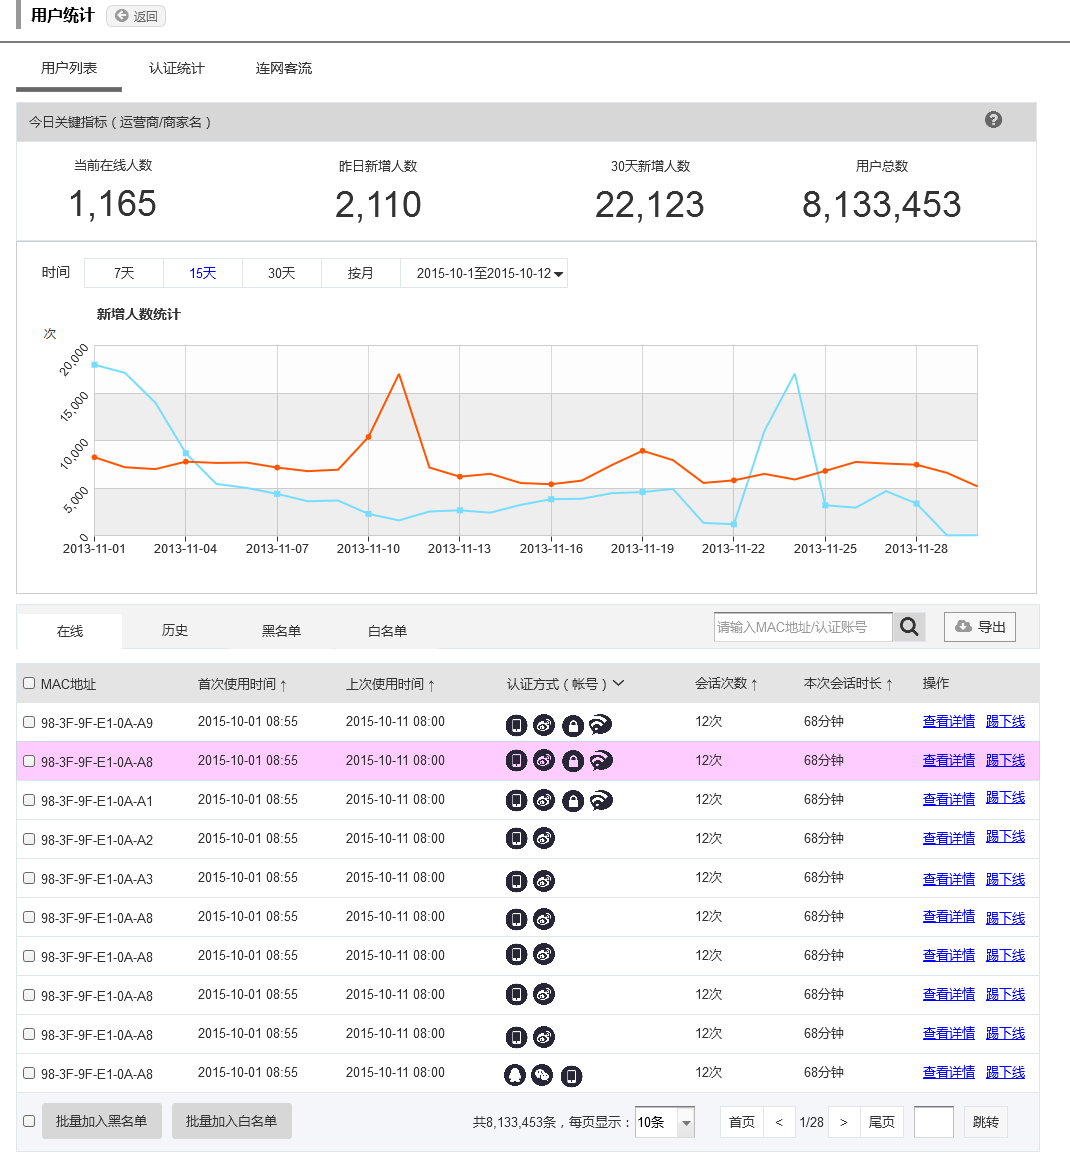 用户统计 返回
用户列表 认证统计 连网客流
今日关键指标 ( 运营商/商家名 )
当前在线人数 昨日新增人数 30天新增人数 用户总数
1,165 2,110 22,123 8,133,453
时间 7天 15天 30天 按月 2015-10-1至2015-10-12
新增人数统计
次
20,000
15,000
10,000
5,000
0
2013-11-01 2013-11-04 2013-11-07 2013-11-10 2013-11-13 2013-11-16 2013-11-19 2013-11-22 2013-11-25 2013-11-28
在线 历史 黑名单 白名单 请输入MAC地址/认证账号 导出
MAC地址 首次使用时间↑ 上次使用时间↑ 认证方式 ( 帐号 ) 会话次数↑ 本次会话时长↑ 操作
98-3F-9F-E1-0A-A9 2015-10-01 08:55 2015-10-11 08:00 12次 68分钟 查看详情 踢下线
98-3F-9F-E1-0A-A8 2015-10-01 08:55 2015-10-11 08:00 12次 68分钟 查看详情 踢下线
98-3F-9F-E1-0A-A1 2015-10-01 08:55 2015-10-11 08:00 12次 68分钟 查看详情 踢下线
98-3F-9F-E1-0A-A2 2015-10-01 08:55 2015-10-11 08:00 12次 68分钟 查看详情 踢下线
98-3F-9F-E1-0A-A3 2015-10-01 08:55 2015-10-11 08:00 12次 68分钟 查看详情 踢下线
98-3F-9F-E1-0A-A8 2015-10-01 08:55 2015-10-11 08:00 12次 68分钟 查看详情 踢下线
98-3F-9F-E1-0A-A8 2015-10-01 08:55 2015-10-11 08:00 12次 68分钟 查看详情 踢下线
98-3F-9F-E1-0A-A8 2015-10-01 08:55 2015-10-11 08:00 12次 68分钟 查看详情 踢下线
98-3F-9F-E1-0A-A8 2015-10-01 08:55 2015-10-11 08:00 12次 68分钟 查看详情 踢下线
98-3F-9F-E1-0A-A8 2015-10-01 08:55 2015-10-11 08:00 12次 68分钟 查看详情 踢下线
批量加入黑名单 批量加入白名单 共8,133,453条，每页显示： 10条 首页 < 1/28 > 尾页 跳转